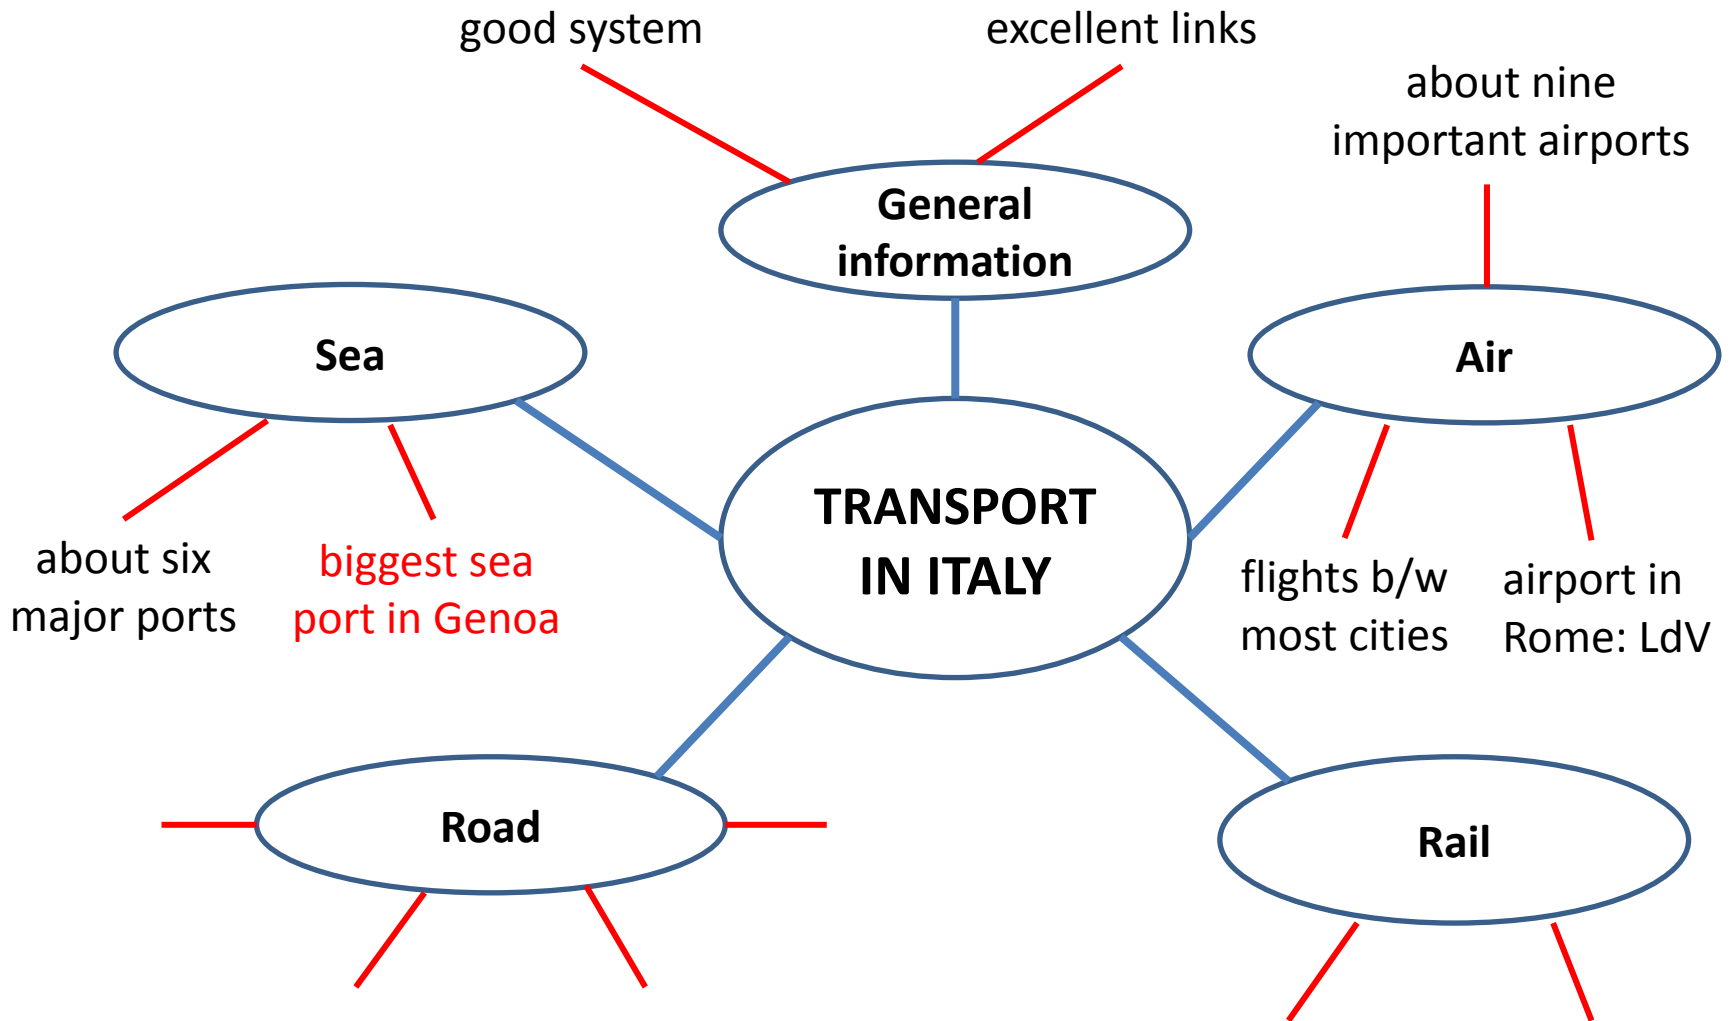 good system
excellent links
about nine
important airports
General
information
Sea
Air
TRANSPORT
IN ITALY
about six
major ports
biggest sea
port in Genoa
flights b/w
most cities
airport in
Rome: LdV
Road
Rail